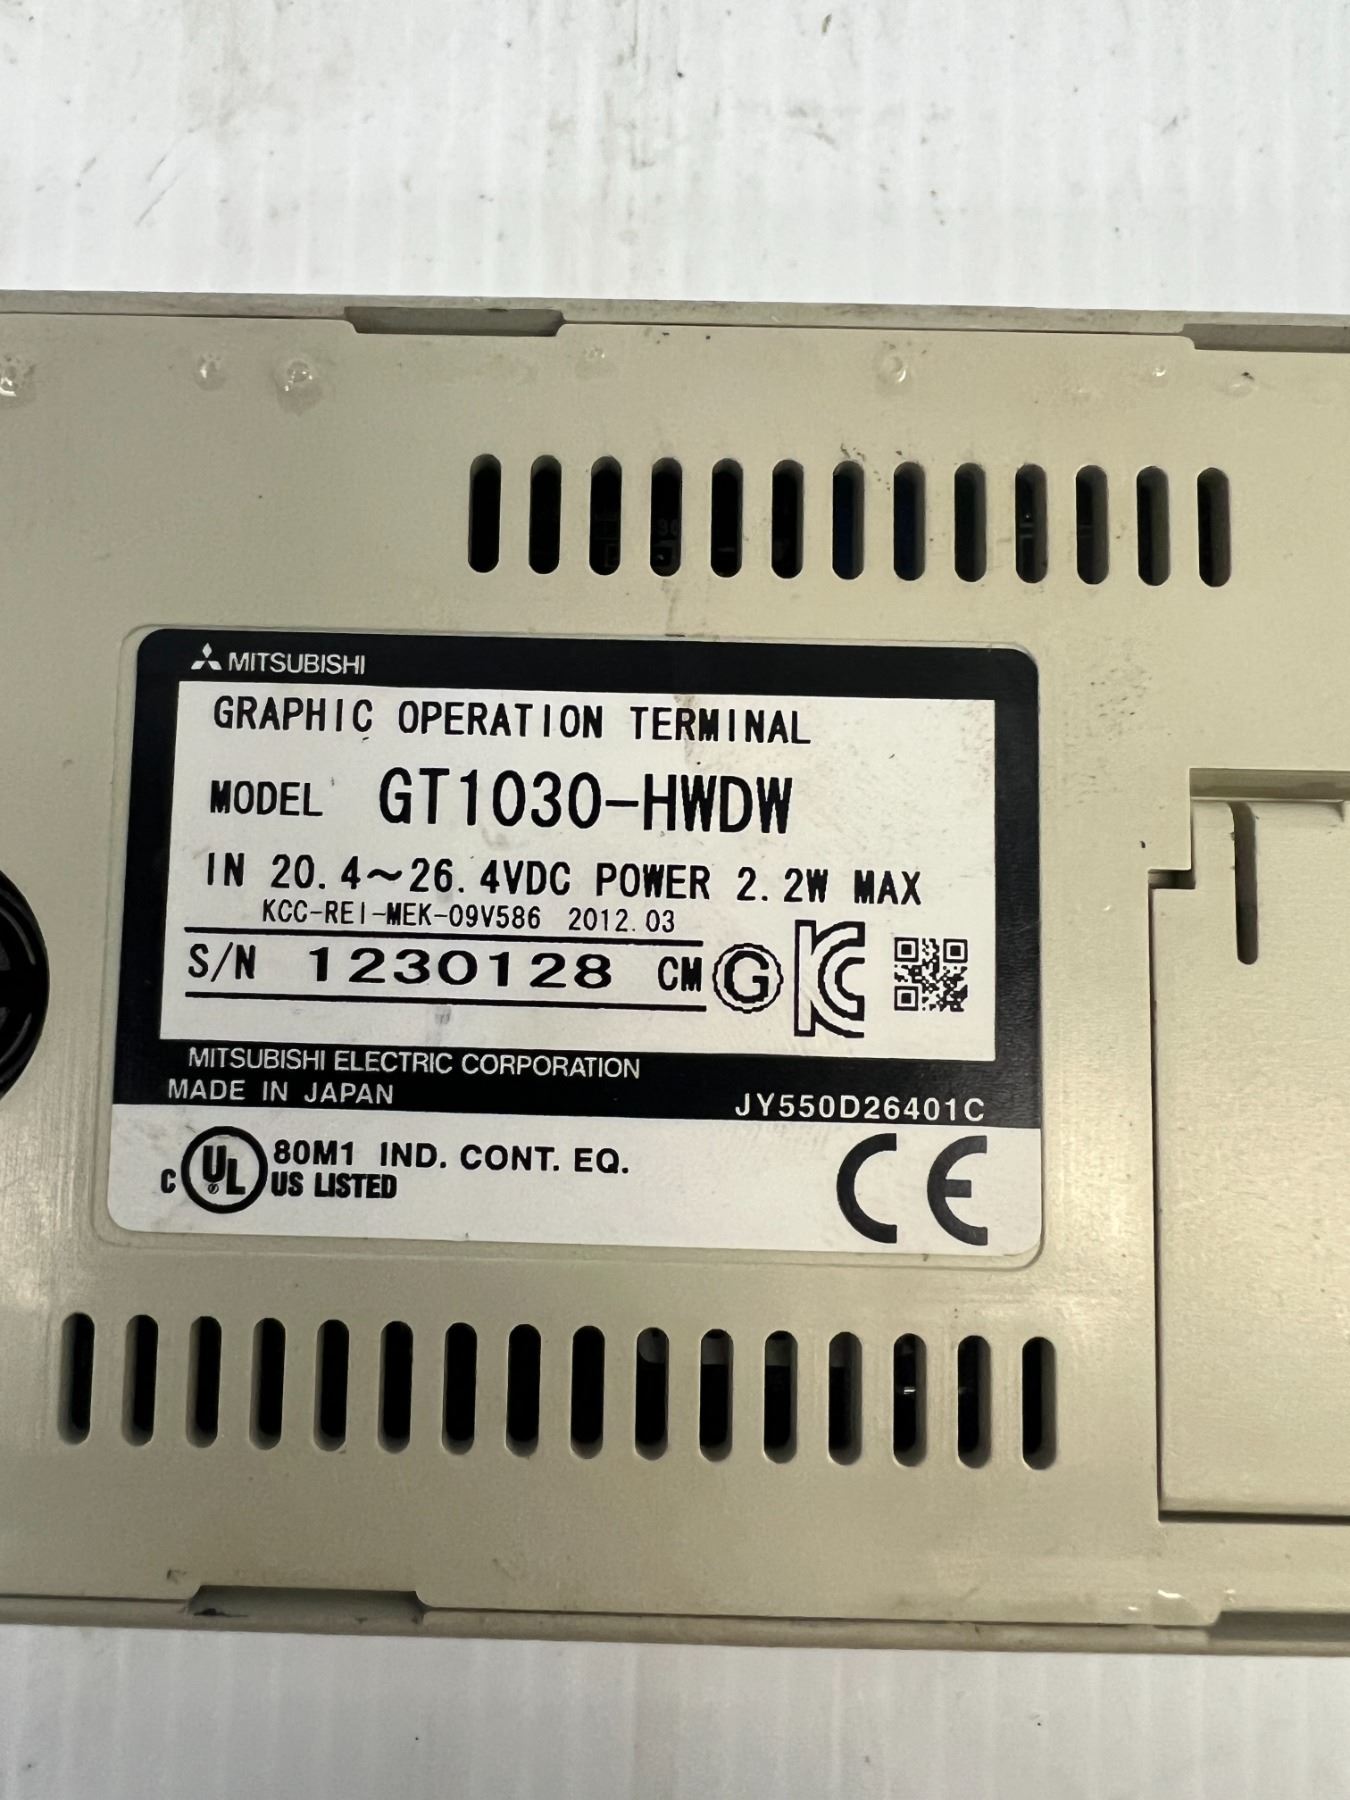 MITSUBISHI
GRAPHIC OPERATION TERMINAL
MODEL GT1030-HWDW
IN 20.4~26.4VDC POWER 2.2W MAX
KCC-REI-MEK-09V586 2012.03
S/N 1230128 CM G KC
MITSUBISHI ELECTRIC CORPORATION
MADE IN JAPAN JY550D26401C
C UL US LISTED 80M1 IND. CONT. EQ. CE